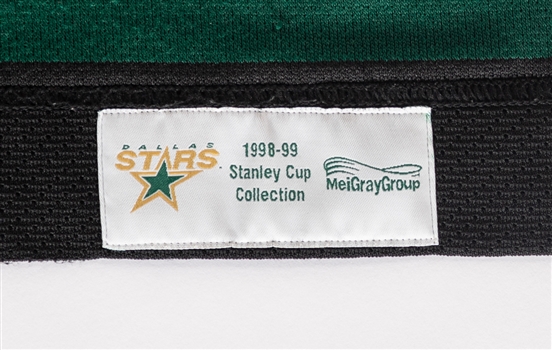 DALLAS
STARS
1998-99
Stanley Cup
Collection
MeiGrayGroup